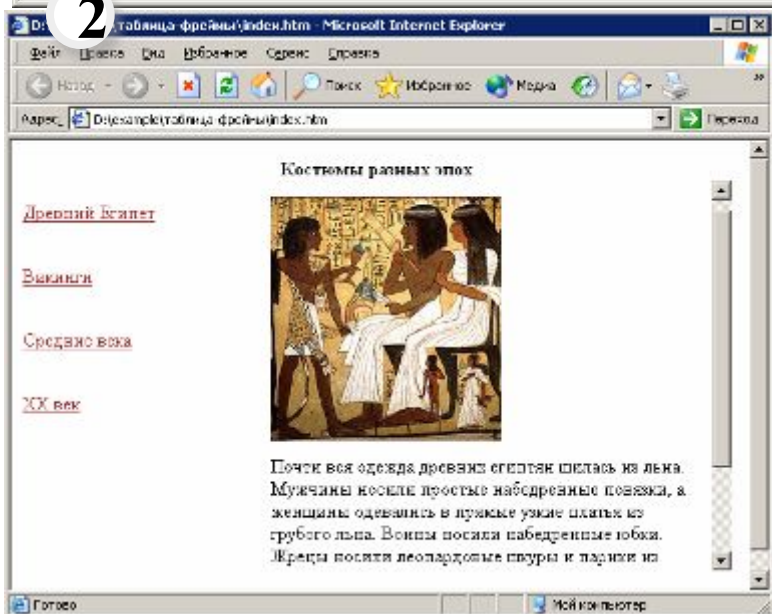 2
D:\ таблица-фреймы\index.htm - Microsoft Internet Explorer
Файл Правка Вид Избранное Сервис Справка
Назад Поиск Избранное Медиа »
Адрес: D:\example\таблица-фреймы\index.htm Переход
Костюмы разных эпох
Древний Египет
Викинги
Средние века
XX век
Почти вся одежда древних египтян шилась из льна.
Мужчины носили простые набедренные повязки, а
женщины одевались в прямые узкие платья из
грубого льна. Воины носили набедренные юбки.
Жрецы носили леопардовые шкуры и парики из
Готово Мой компьютер